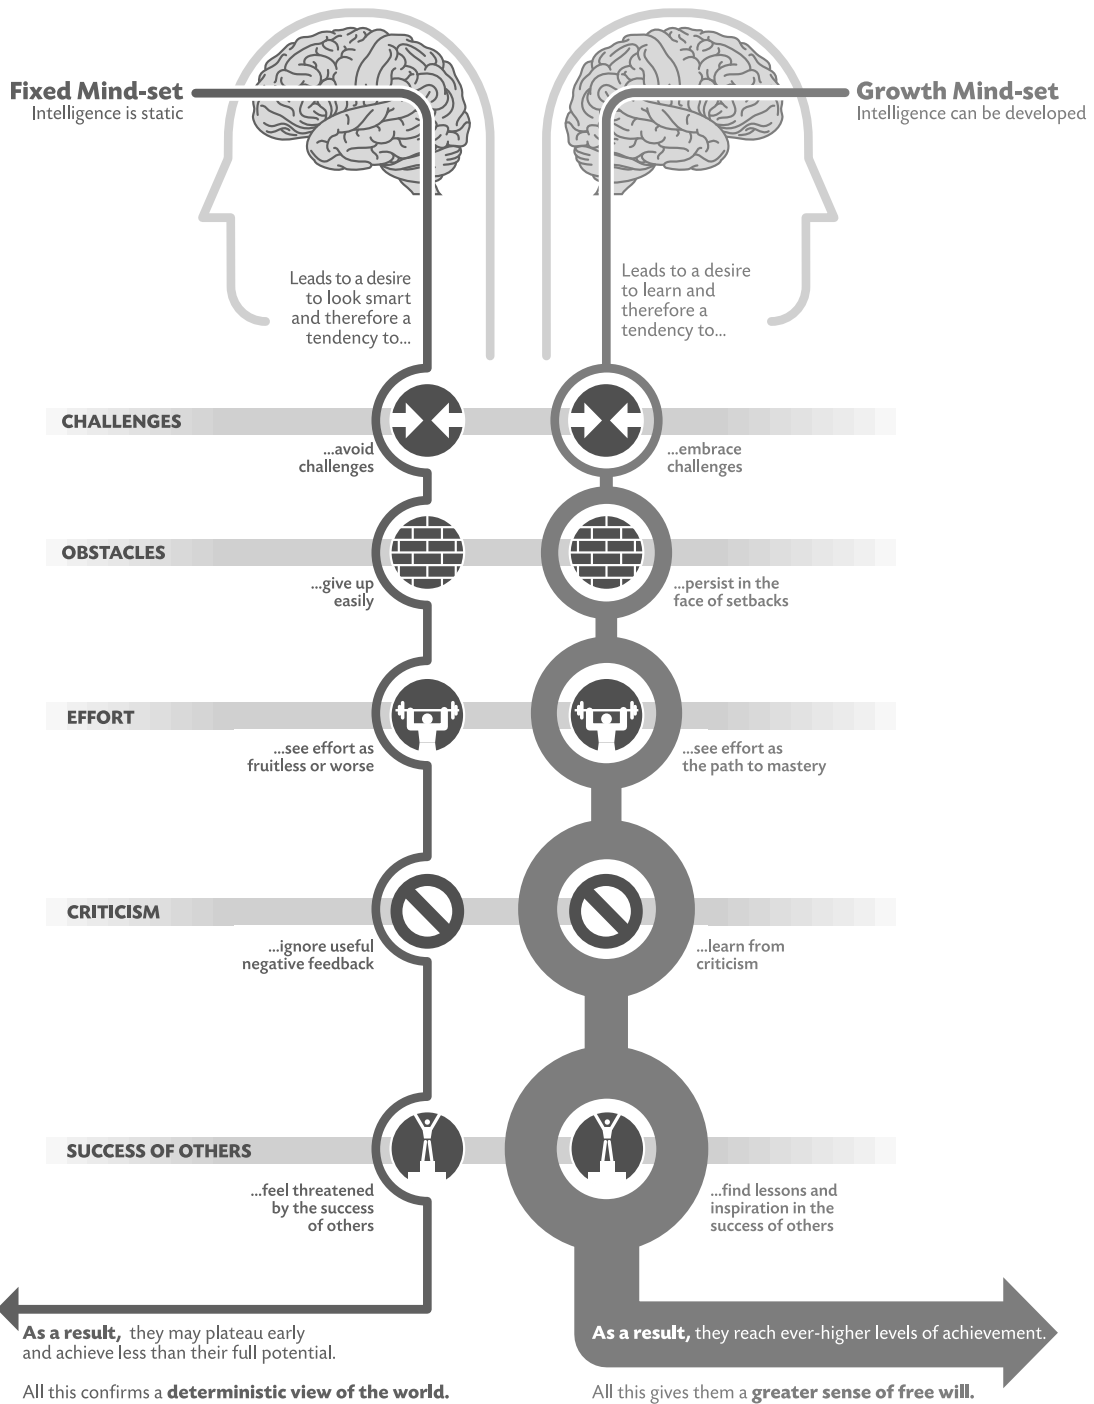 Fixed Mind-set
Intelligence is static
Growth Mind-set
Intelligence can be developed
Leads to a desire
to look smart
and therefore a
tendency to...
Leads to a desire
to learn and
therefore a
tendency to...
CHALLENGES
...avoid
challenges
...embrace
challenges
OBSTACLES
...give up
easily
...persist in the
face of setbacks
EFFORT
...see effort as
fruitless or worse
...see effort as
the path to mastery
CRITICISM
...ignore useful
negative feedback
...learn from
criticism
SUCCESS OF OTHERS
...feel threatened
by the success
of others
...find lessons and
inspiration in the
success of others
As a result, they may plateau early
and achieve less than their full potential.
All this confirms a deterministic view of the world.
As a result, they reach ever-higher levels of achievement.
All this gives them a greater sense of free will.